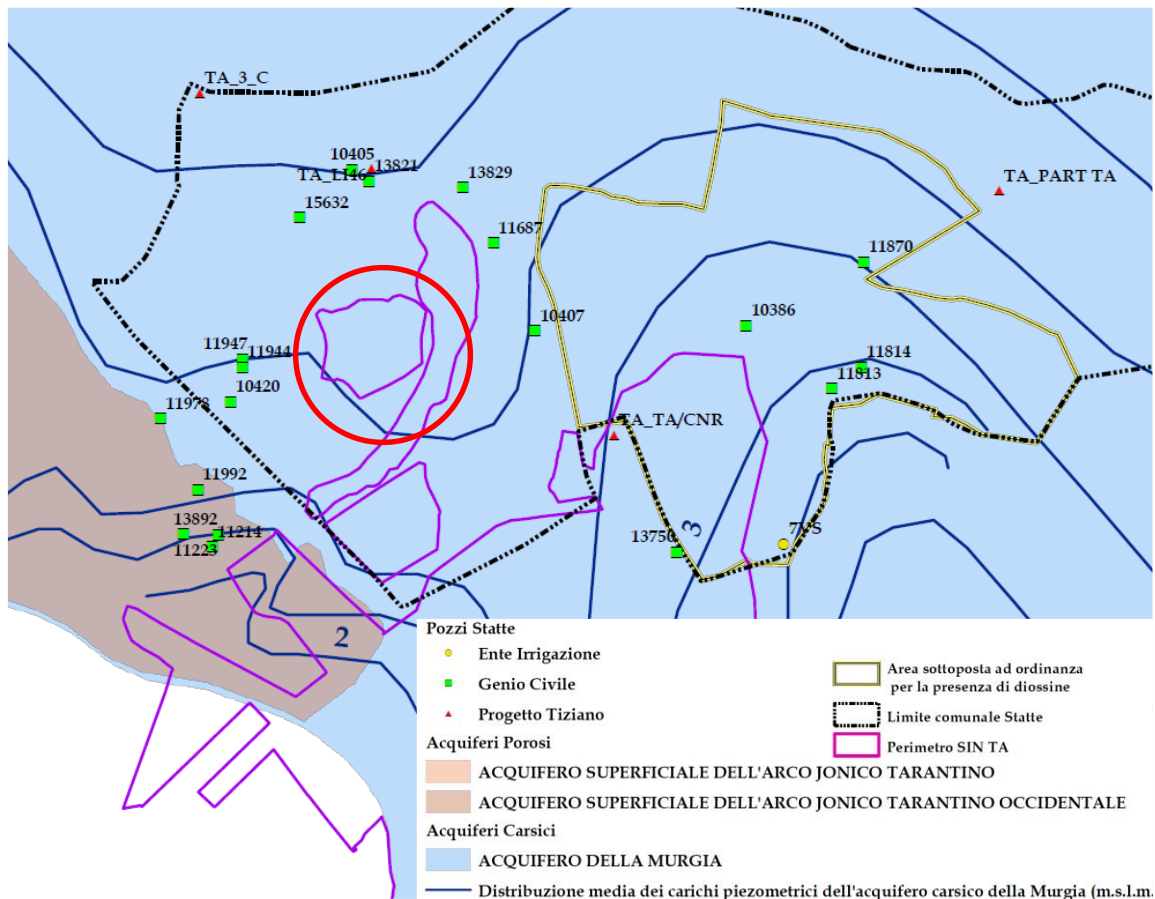 TA_3_C
10405
13821
TA_L116
13829
TA_PART TA
15632
11687
11870
10407
10386
11947
11944
11814
11813
10420
11973
TA_TA/CNR
11992
13892
11214
11223
13750
3
7VS
2
Pozzi Statte
Ente Irrigazione
Genio Civile
Progetto Tiziano
Area sottoposta ad ordinanza
per la presenza di diossine
Limite comunale Statte
Perimetro SIN TA
Acquiferi Porosi
ACQUIFERO SUPERFICIALE DELL'ARCO JONICO TARANTINO
ACQUIFERO SUPERFICIALE DELL'ARCO JONICO TARANTINO OCCIDENTALE
Acquiferi Carsici
ACQUIFERO DELLA MURGIA
Distribuzione media dei carichi piezometrici dell'acquifero carsico della Murgia (m.s.l.m.